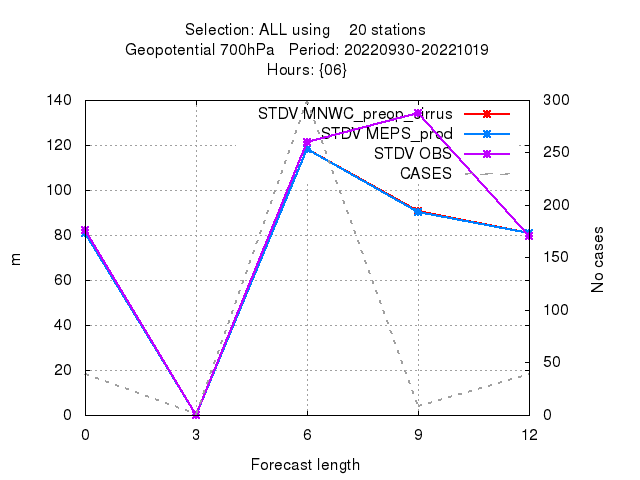 Selection: ALL using 20 stations
Geopotential 700hPa Period: 20220930-20221019
Hours: {06}
STDV MNWC_preop_cirrus
STDV MEPS_prod
STDV OBS
CASES
140
120
100
80
60
40
20
0
m
300
250
200
150
100
50
0
No cases
0 3 6 9 12
Forecast length